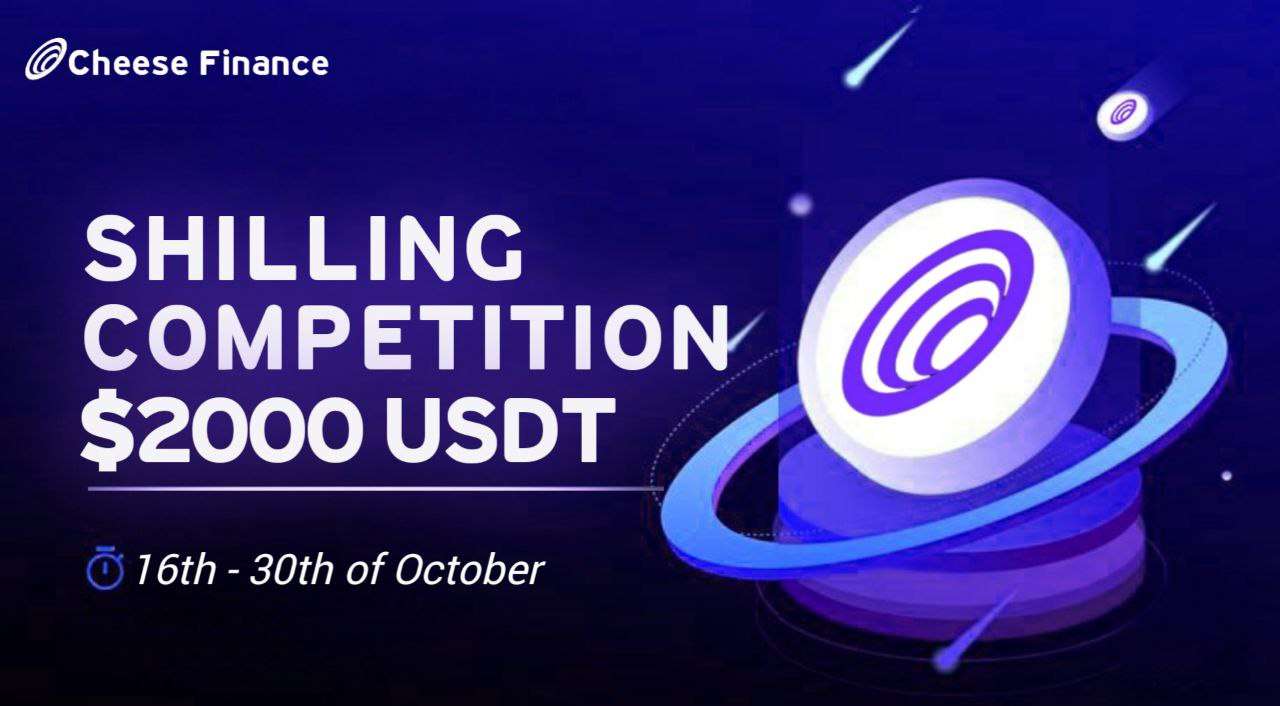 Cheese Finance
SHILLING
COMPETITION
$2000 USDT
16th - 30th of October